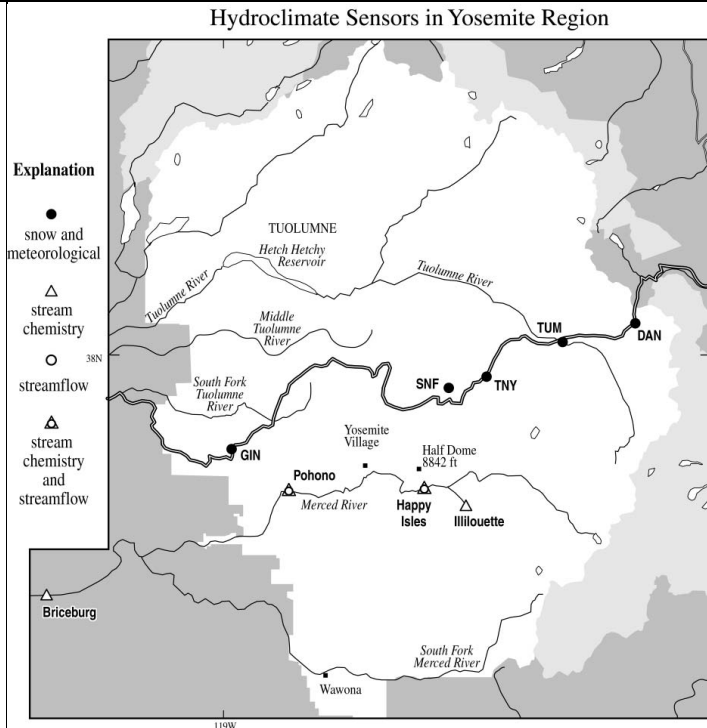 Hydroclimate Sensors in Yosemite Region
Explanation
snow and
meteorological
stream
chemistry
streamflow
stream
chemistry
and
streamflow
TUOLUMNE
Hetch Hetchy
Reservoir
Tuolumne River
Tuolumne River
Middle
Tuolumne
River
38N
South Fork
Tuolumne
River
TUM
DAN
SNF
TNY
GIN
Yosemite
Village
Half Dome
8842 ft
Pohono
Merced River
Happy
Isles
Illilouette
Briceburg
South Fork
Merced River
Wawona
119W